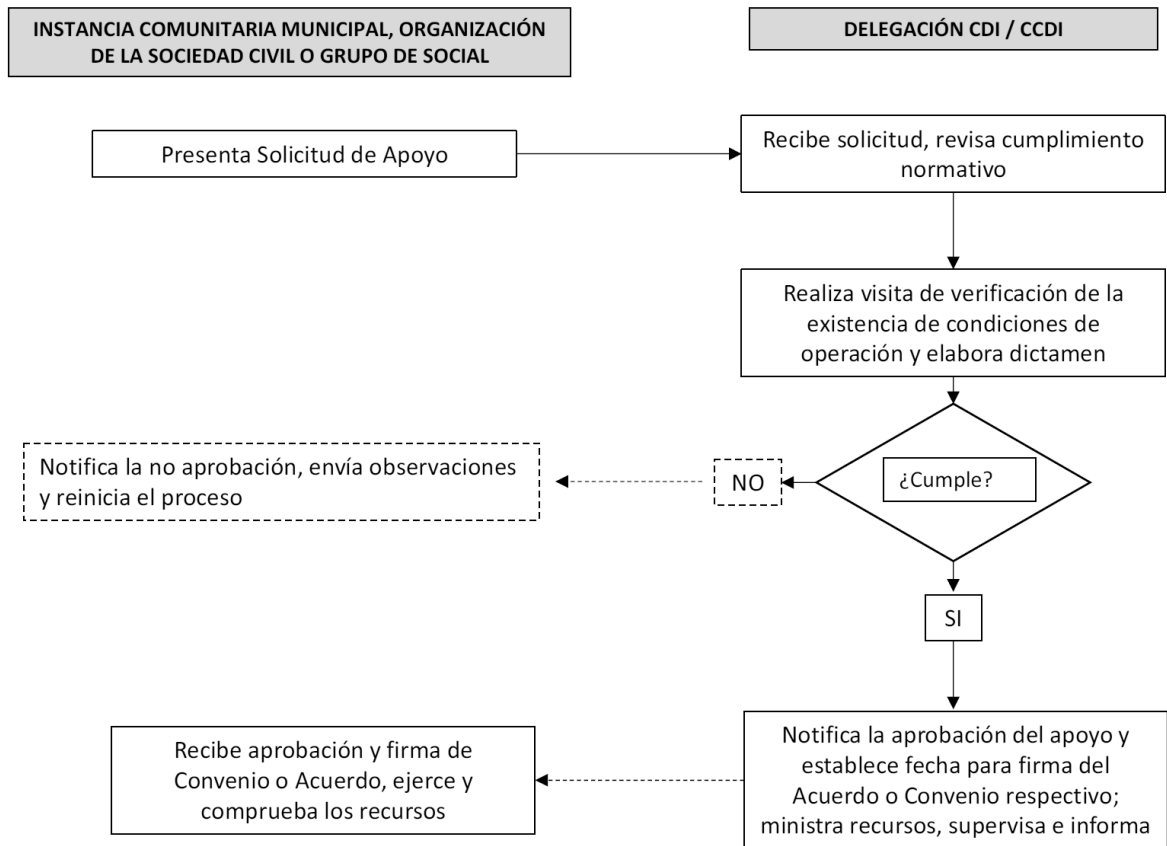 INSTANCIA COMUNITARIA MUNICIPAL, ORGANIZACIÓN
DE LA SOCIEDAD CIVIL O GRUPO DE SOCIAL
DELEGACIÓN CDI / CCDI
Presenta Solicitud de Apoyo
Recibe solicitud, revisa cumplimiento
normativo
Realiza visita de verificación de la
existencia de condiciones de
operación y elabora dictamen
¿Cumple?
NO
Notifica la no aprobación, envía observaciones
y reinicia el proceso
SI
Notifica la aprobación del apoyo y
establece fecha para firma del
Acuerdo o Convenio respectivo;
ministra recursos, supervisa e informa
Recibe aprobación y firma de
Convenio o Acuerdo, ejerce y
comprueba los recursos